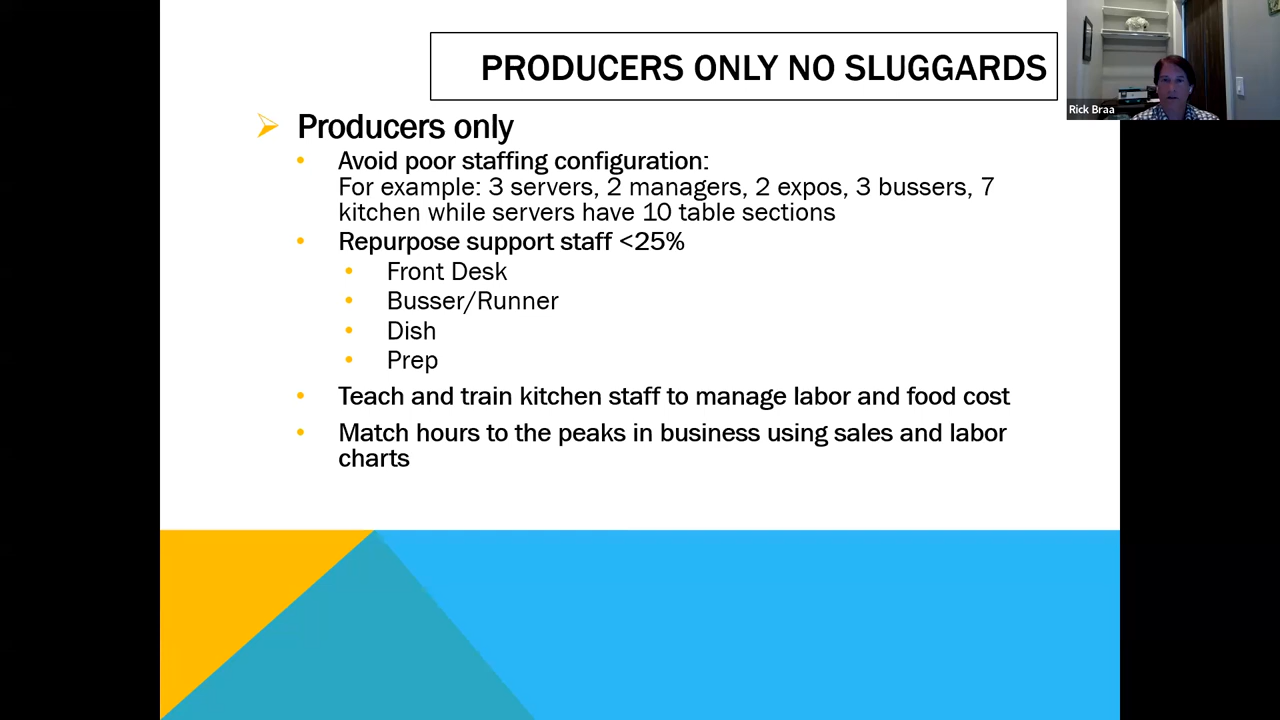 PRODUCERS ONLY NO SLUGGARDS
Rick Braa
Producers only
Avoid poor staffing configuration:
For example: 3 servers, 2 managers, 2 expos, 3 bussers, 7
kitchen while servers have 10 table sections
Repurpose support staff <25%
Front Desk
Busser/Runner
Dish
Prep
Teach and train kitchen staff to manage labor and food cost
Match hours to the peaks in business using sales and labor
charts